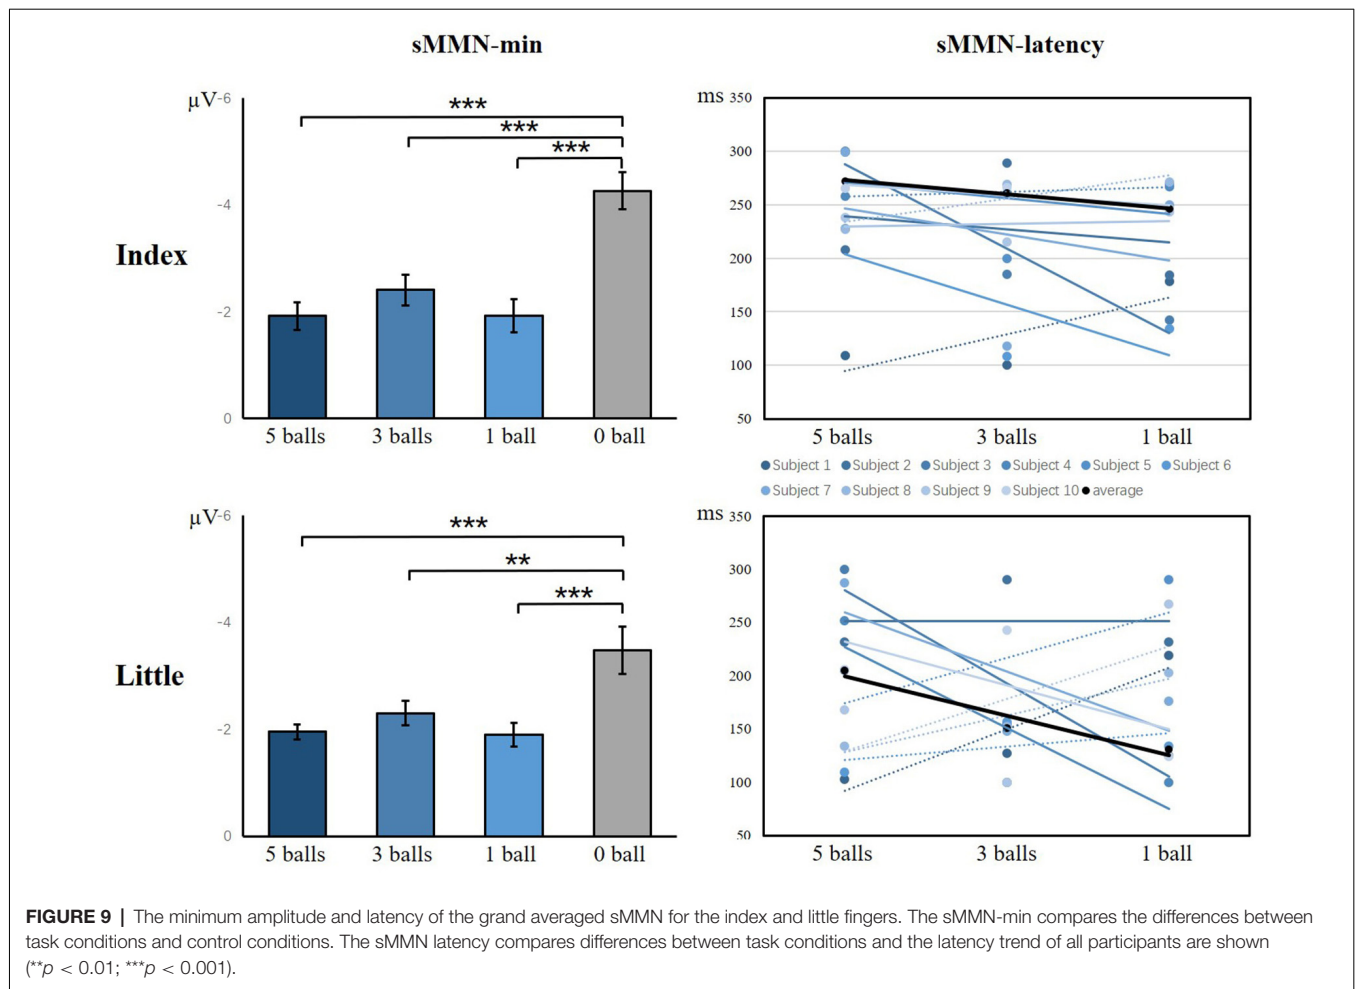 sMMN-min
sMMN-latency
µV-6
***
***
***
-4
-2
0
Index
5 balls 3 balls 1 ball 0 ball
ms 350
300
250
200
150
100
50
5 balls 3 balls 1 ball
Subject 1 Subject 2 Subject 3 Subject 4 Subject 5 Subject 6
Subject 7 Subject 8 Subject 9 Subject 10 average
µV-6
***
**
***
-4
-2
0
Little
5 balls 3 balls 1 ball 0 ball
ms 350
300
250
200
150
100
50
5 balls 3 balls 1 ball
FIGURE 9 | The minimum amplitude and latency of the grand averaged sMMN for the index and little fingers. The sMMN-min compares the differences between
task conditions and control conditions. The sMMN latency compares differences between task conditions and the latency trend of all participants are shown
(**p < 0.01; ***p < 0.001).